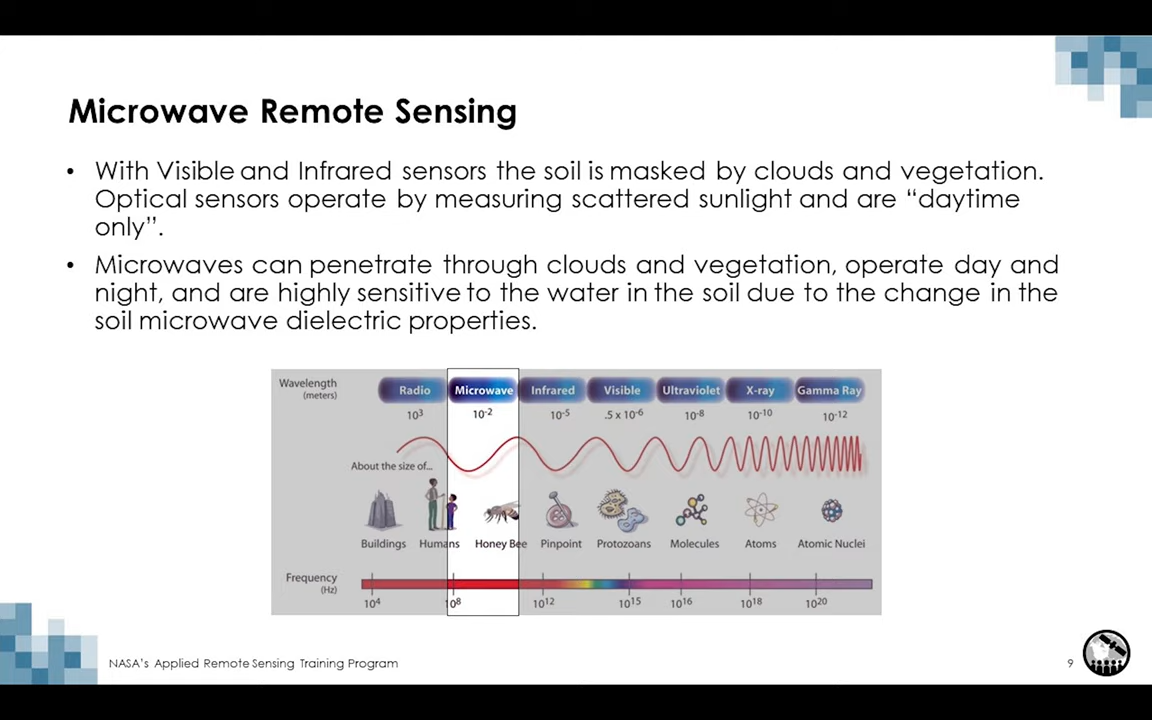 Microwave Remote Sensing
• With Visible and Infrared sensors the soil is masked by clouds and vegetation.
Optical sensors operate by measuring scattered sunlight and are “daytime
only”.
• Microwaves can penetrate through clouds and vegetation, operate day and
night, and are highly sensitive to the water in the soil due to the change in the
soil microwave dielectric properties.
Wavelength
(meters)
Radio Microwave Infrared Visible Ultraviolet X-ray Gamma Ray
10³ 10⁻² 10⁻⁵ .5 x 10⁻⁶ 10⁻⁸ 10⁻¹⁰ 10⁻¹²
About the size of...
Buildings Humans Honey Bee Pinpoint Protozoans Molecules Atoms Atomic Nuclei
Frequency
(Hz)
10⁴ 10⁸ 10¹² 10¹⁵ 10¹⁶ 10¹⁸ 10²⁰
NASA’s Applied Remote Sensing Training Program 9